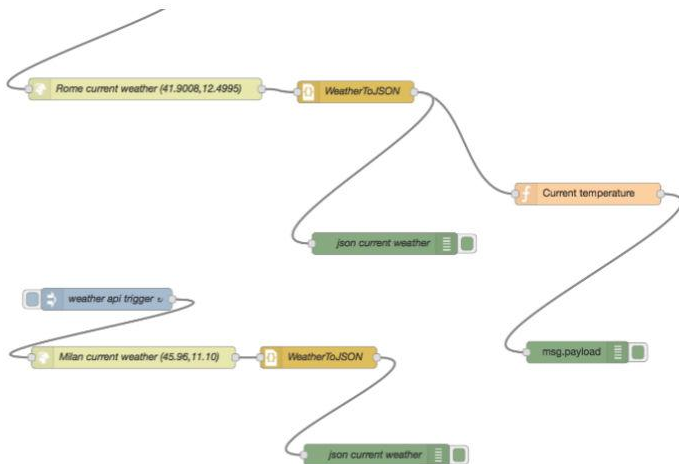 Rome current weather (41.9008,12.4995)
WeatherToJSON
Current temperature
json current weather
weather api trigger ↻
Milan current weather (45.96,11.10)
WeatherToJSON
msg.payload
json current weather